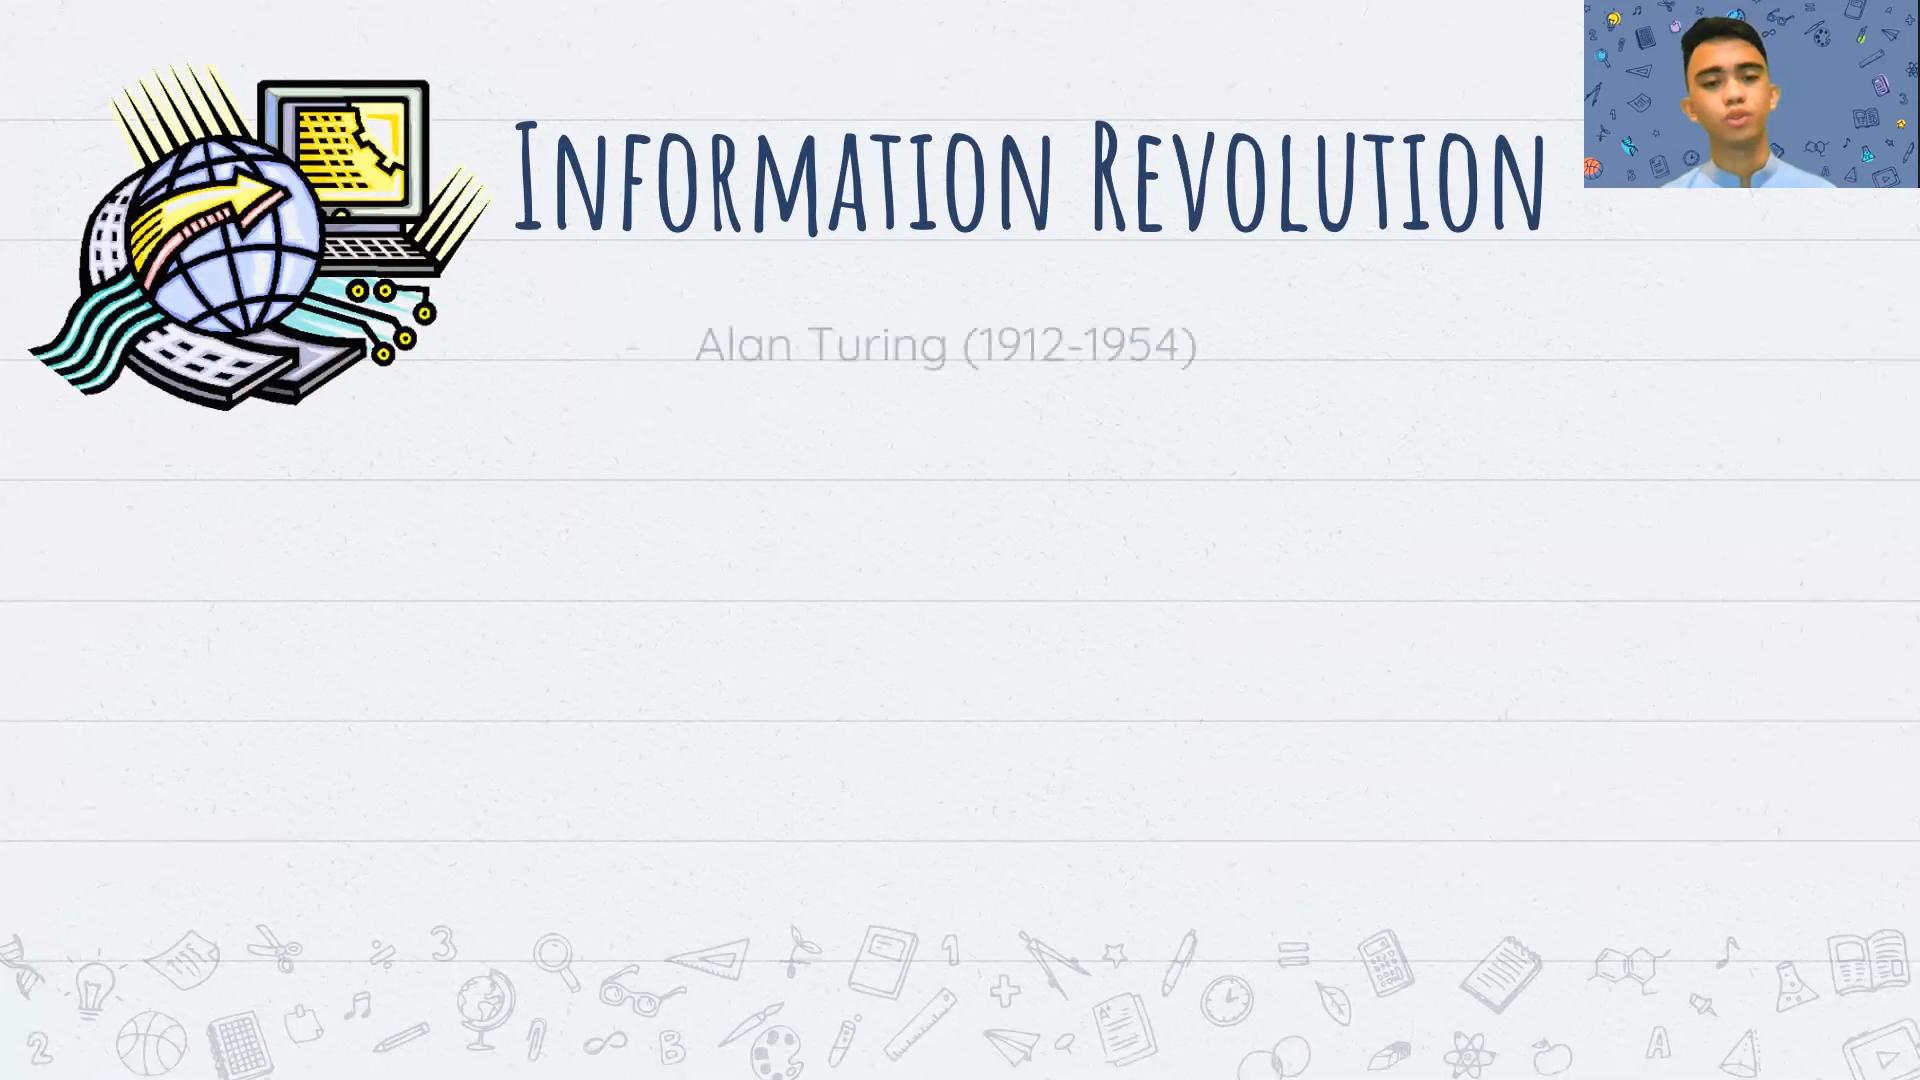 Information Revolution
- Alan Turing (1912-1954)